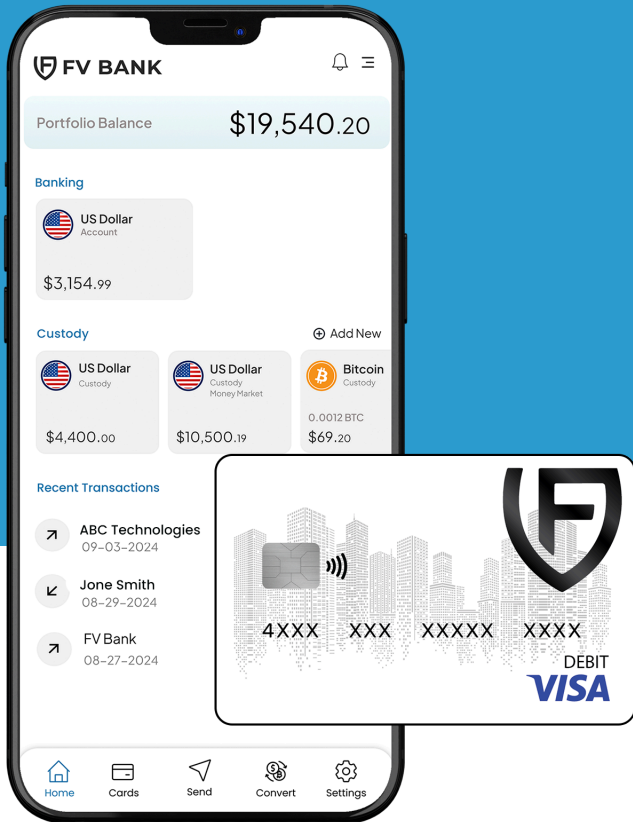 FV BANK
Portfolio Balance
$19,540.20
Banking
US Dollar
Account
$3,154.99
Custody
Add New
US Dollar
Custody
$4,400.00
US Dollar
Custody
Money Market
$10,500.19
Bitcoin
Custody
0.0012 BTC
$69.20
Recent Transactions
ABC Technologies
09-03-2024
Jone Smith
08-29-2024
FV Bank
08-27-2024
4XXX XXX XXXXX XXXX
DEBIT
VISA
Home
Cards
Send
Convert
Settings